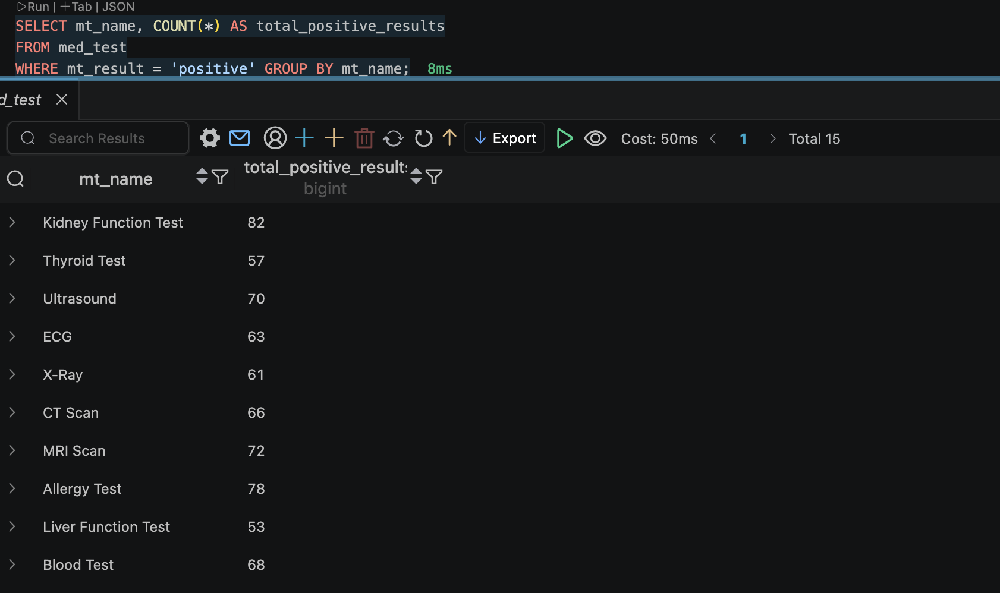 Run | +Tab | JSON
SELECT mt_name, COUNT(*) AS total_positive_results
FROM med_test
WHERE mt_result = 'positive' GROUP BY mt_name; 8ms
d_test
Search Results Export Cost: 50ms 1 Total 15
mt_name total_positive_results
bigint
Kidney Function Test 82
Thyroid Test 57
Ultrasound 70
ECG 63
X-Ray 61
CT Scan 66
MRI Scan 72
Allergy Test 78
Liver Function Test 53
Blood Test 68